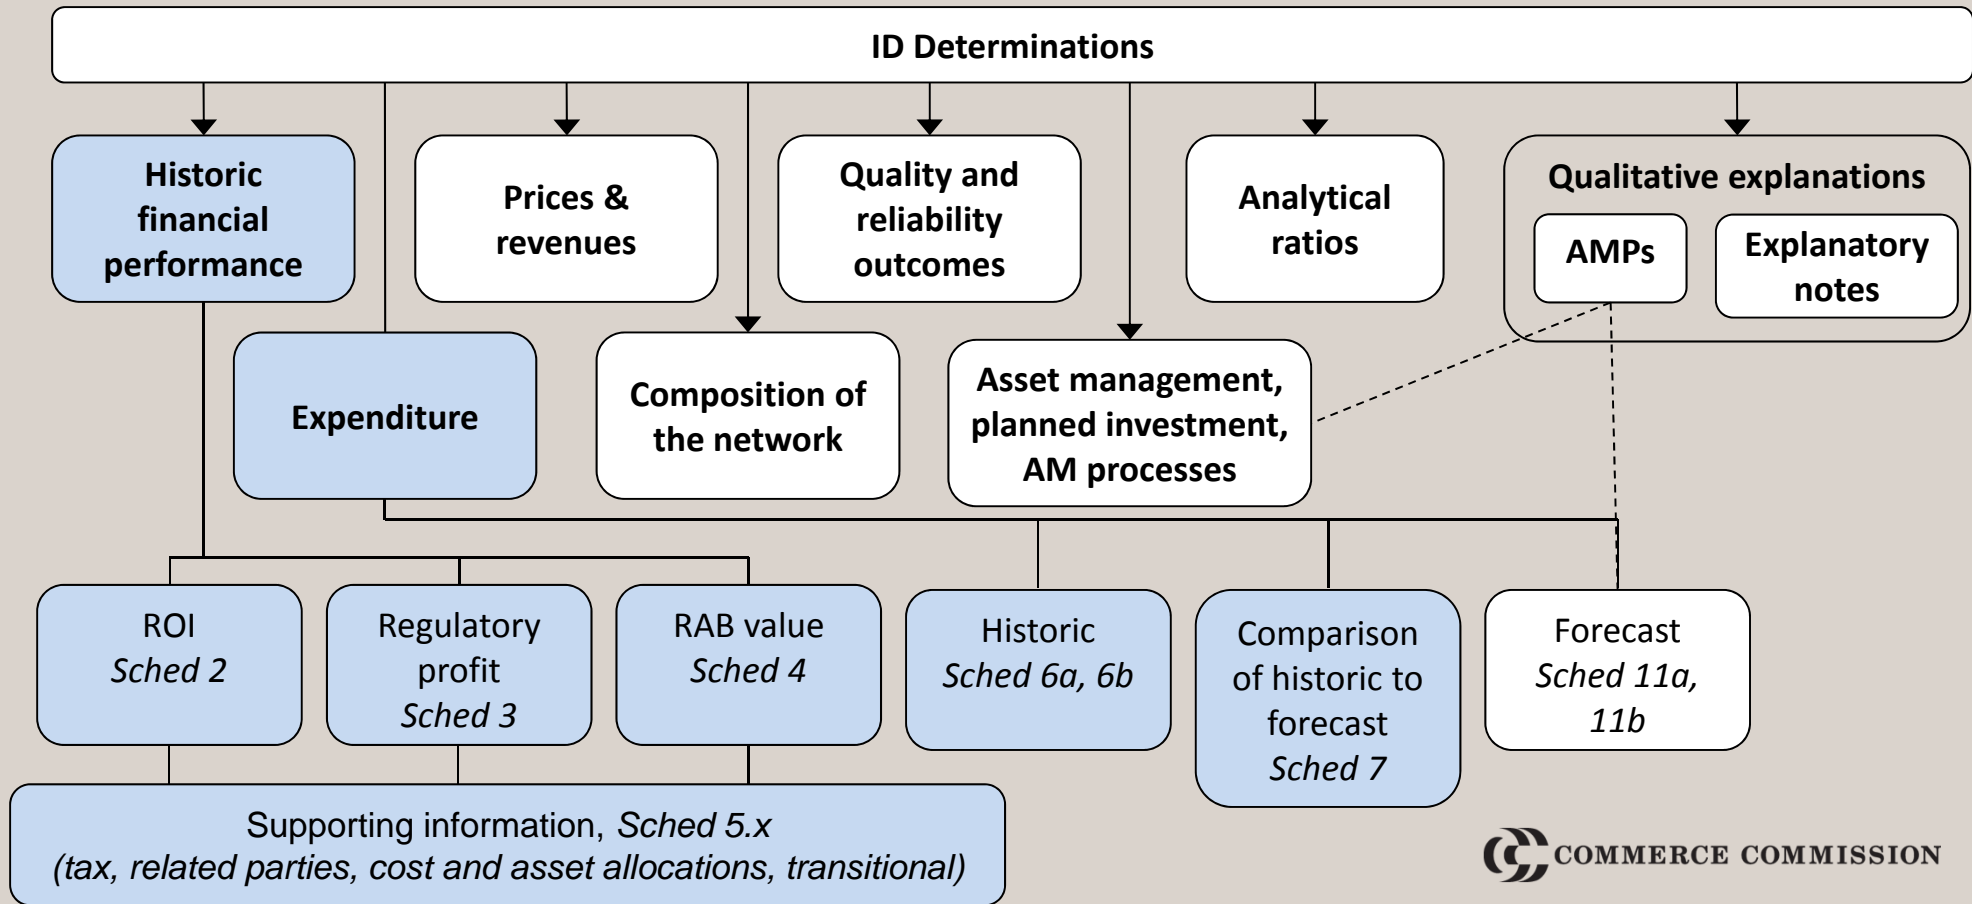 ID Determinations
Historic
financial
performance
Prices &
revenues
Quality and
reliability
outcomes
Analytical
ratios
Qualitative explanations
AMPs
Explanatory
notes
Expenditure
Composition of
the network
Asset management,
planned investment,
AM processes
ROI
Sched 2
Regulatory
profit
Sched 3
RAB value
Sched 4
Historic
Sched 6a, 6b
Comparison
of historic to
forecast
Sched 7
Forecast
Sched 11a,
11b
Supporting information, Sched 5.x
(tax, related parties, cost and asset allocations, transitional)
COMMERCE COMMISSION